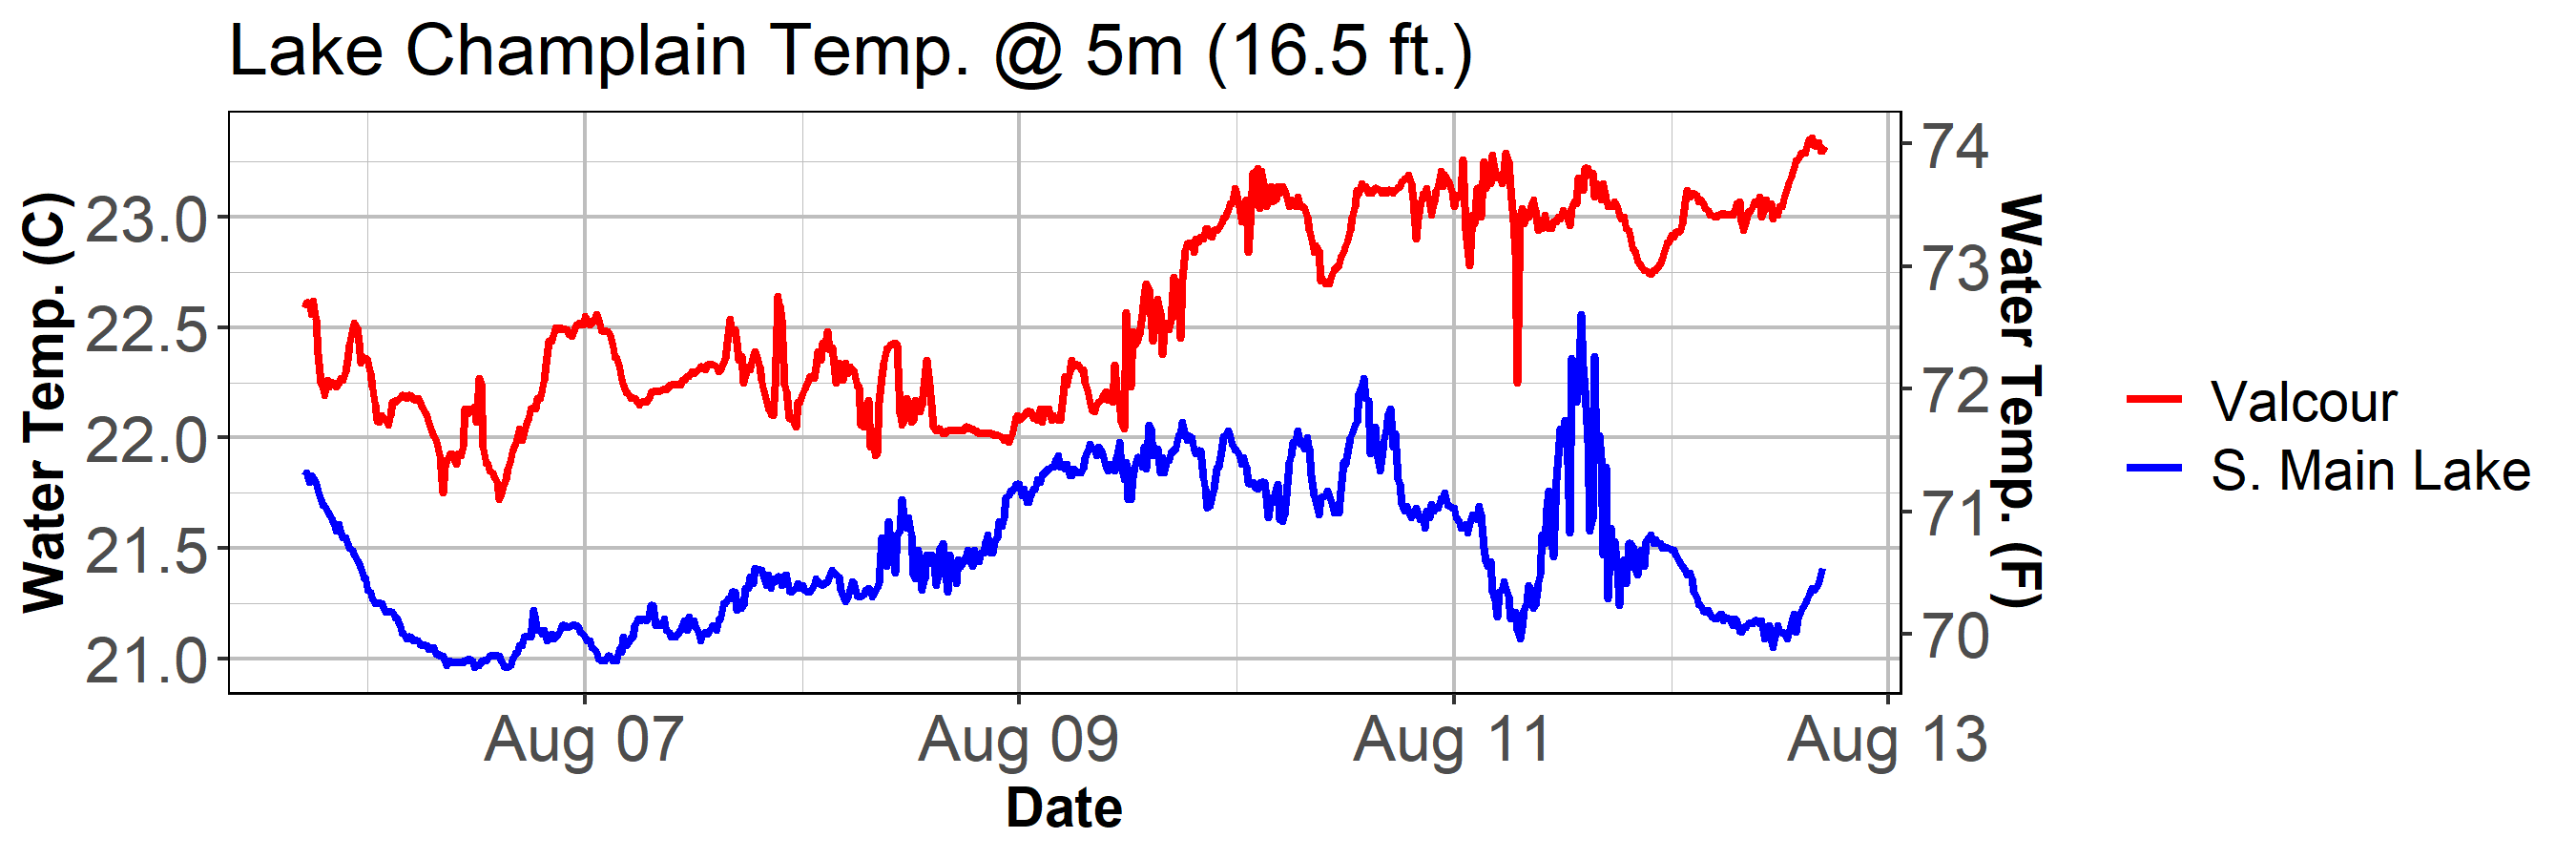 Lake Champlain Temp. @ 5m (16.5 ft.)
Water Temp. (C)
23.0
22.5
22.0
21.5
21.0
74
73
72
71
70
Water Temp. (F)
Aug 07
Aug 09
Aug 11
Aug 13
Date
Valcour
S. Main Lake